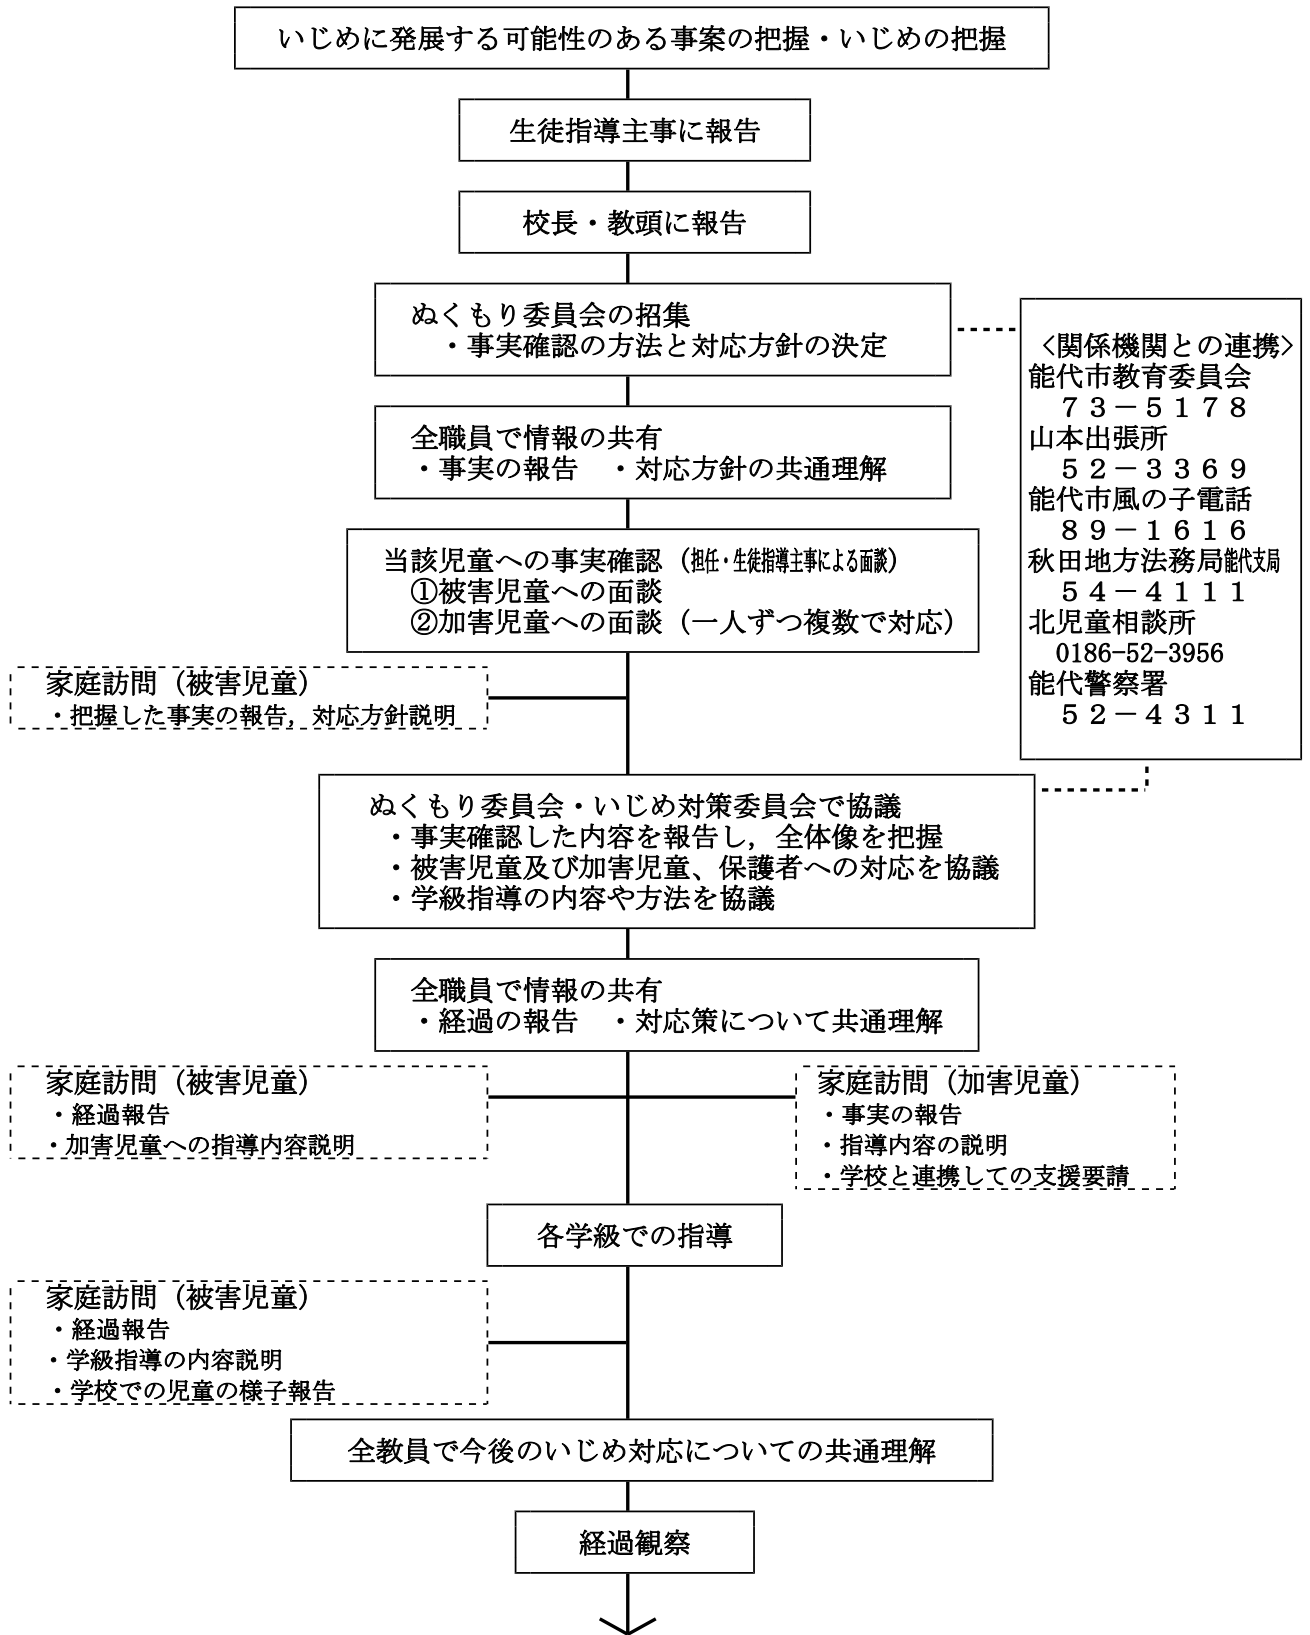 いじめに発展する可能性のある事案の把握・いじめの把握
生徒指導主事に報告
校長・教頭に報告
ぬくもり委員会の招集
・事実確認の方法と対応方針の決定
全職員で情報の共有
・事実の報告　・対応方針の共通理解
当該児童への事実確認（担任・生徒指導主事による面談）
①被害児童への面談
②加害児童への面談（一人ずつ複数で対応）
<関係機関との連携>
能代市教育委員会
７３－５１７８
山本出張所
５２－３３６９
能代市風の子電話
８９－１６１６
秋田地方法務局能代支局
５４－４１１１
北児童相談所
0186-52-3956
能代警察署
５２－４３１１
家庭訪問（被害児童）
・把握した事実の報告，対応方針説明
ぬくもり委員会・いじめ対策委員会で協議
・事実確認した内容を報告し，全体像を把握
・被害児童及び加害児童、保護者への対応を協議
・学級指導の内容や方法を協議
全職員で情報の共有
・経過の報告　・対応策について共通理解
家庭訪問（被害児童）
・経過報告
・加害児童への指導内容説明
家庭訪問（加害児童）
・事実の報告
・指導内容の説明
・学校と連携しての支援要請
各学級での指導
家庭訪問（被害児童）
・経過報告
・学級指導の内容説明
・学校での児童の様子報告
全教員で今後のいじめ対応についての共通理解
経過観察